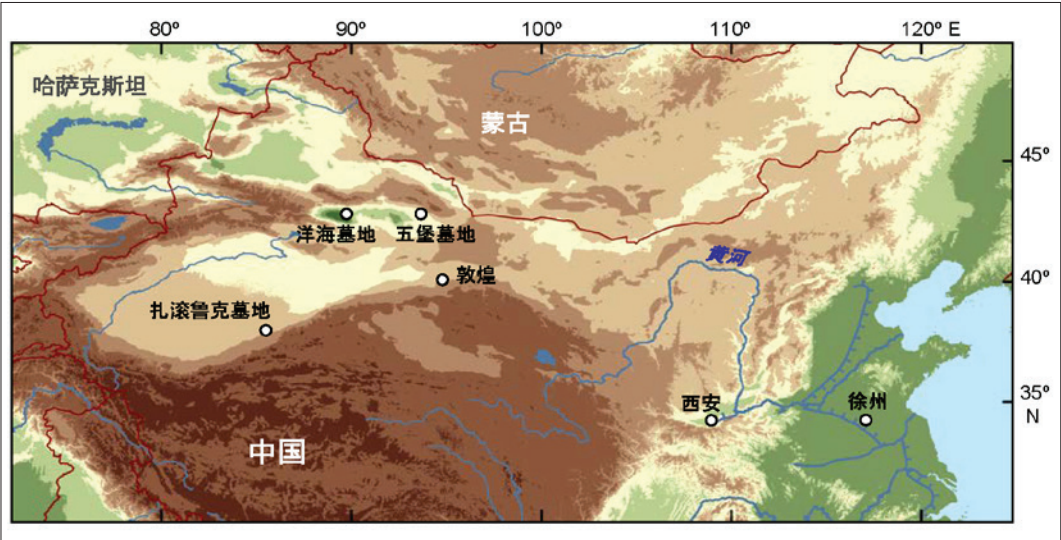 80º 90º 100º 110º 120º E
哈萨克斯坦
蒙古
45º
洋海墓地 五堡墓地
黄河
敦煌
40º
扎滚鲁克墓地
西安 徐州
35º
N
中国